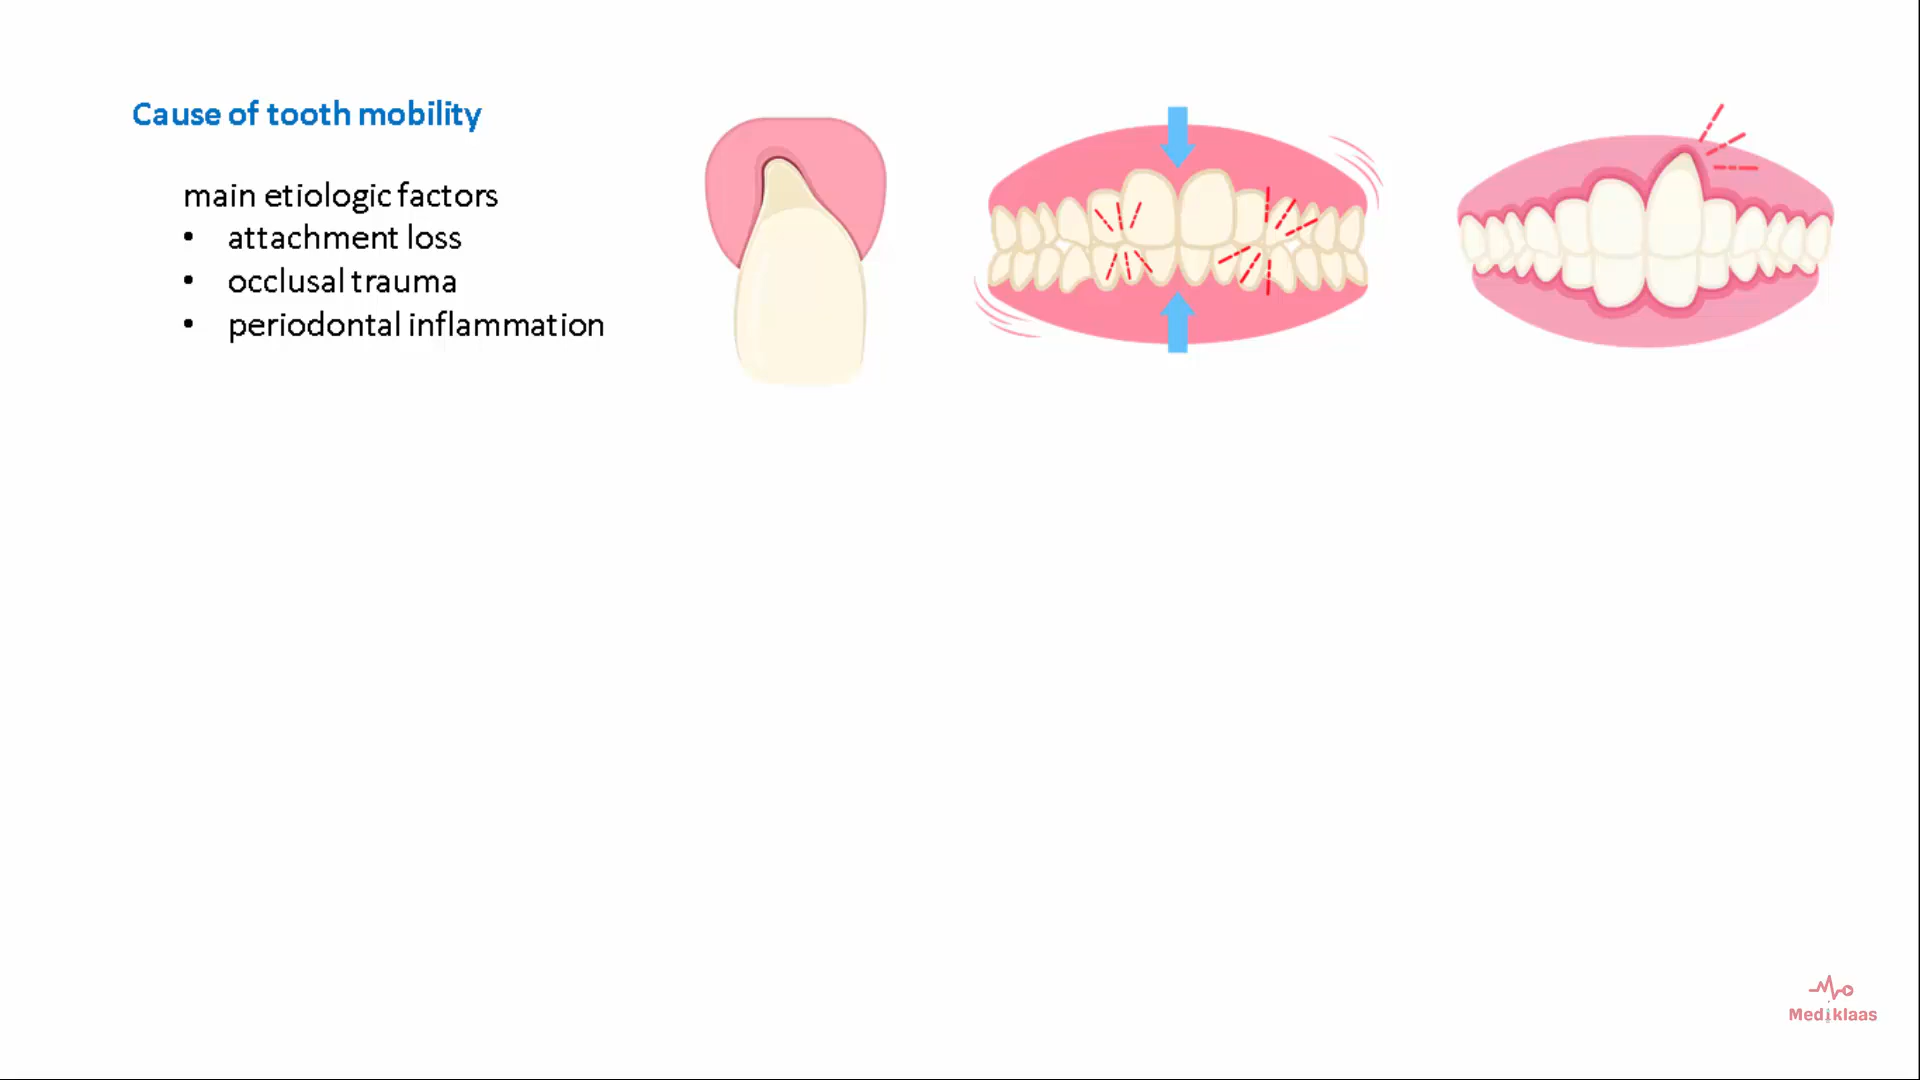 Cause of tooth mobility
main etiologic factors
• attachment loss
• occlusal trauma
• periodontal inflammation
Mediklaas